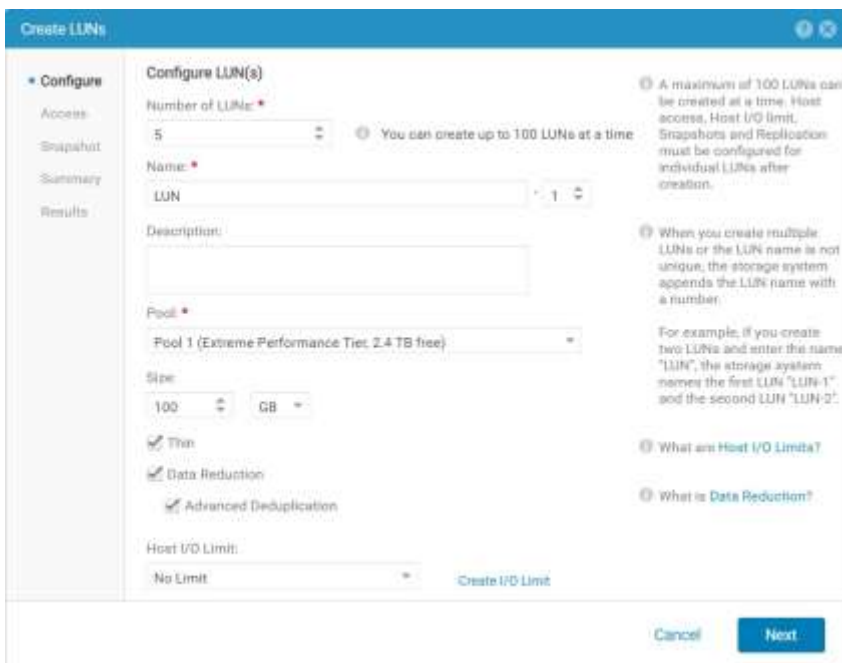 Create LUNs
Configure
Access
Snapshot
Summary
Results
Configure LUN(s)
Number of LUNs: *
5
You can create up to 100 LUNs at a time
Name: *
LUN
- 1
Description:
Pool: *
Pool 1 (Extreme Performance Tier, 2.4 TB free)
Size:
100 GB
Thin
Data Reduction
Advanced Deduplication
Host I/O Limit:
No Limit
Create I/O Limit
A maximum of 100 LUNs can
be created at a time. Host
access, Host I/O limit,
Snapshots and Replication
must be configured for
individual LUNs after
creation.
When you create multiple
LUNs or the LUN name is not
unique, the storage system
appends the LUN name with
a number.
For example, if you create
two LUNs and enter the name
"LUN", the storage system
names the first LUN "LUN-1"
and the second LUN "LUN-2".
What are Host I/O Limits?
What is Data Reduction?
Cancel
Next